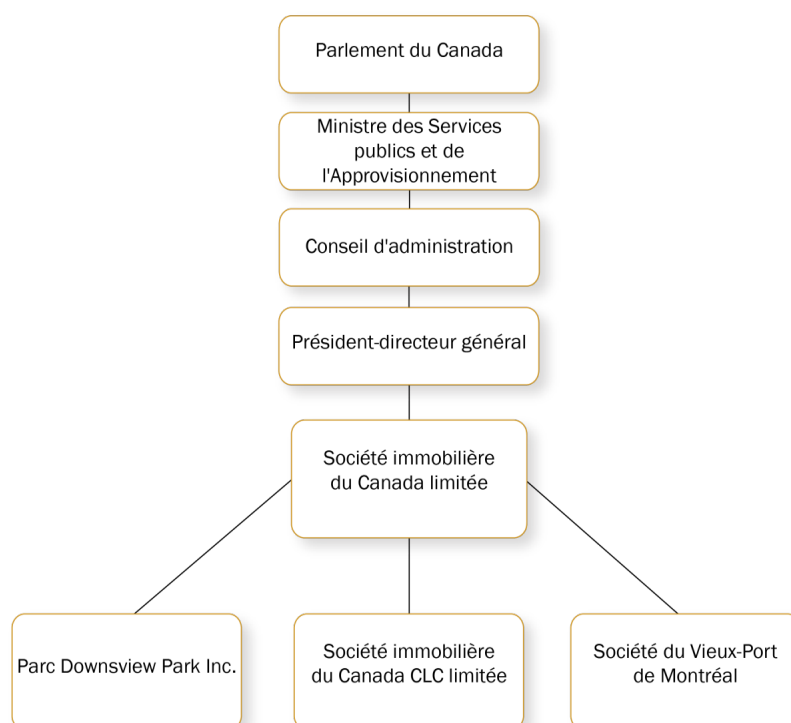 Parlement du Canada
Ministre des Services
publics et de
l'Approvisionnement
Conseil d'administration
Président-directeur général
Société immobilière
du Canada limitée
Parc Downsview Park Inc.
Société immobilière
du Canada CLC limitée
Société du Vieux-Port
de Montréal